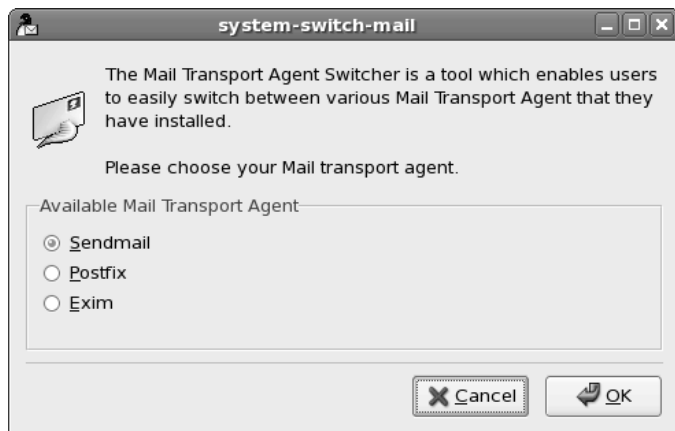 system-switch-mail
The Mail Transport Agent Switcher is a tool which enables users
to easily switch between various Mail Transport Agent that they
have installed.
Please choose your Mail transport agent.
Available Mail Transport Agent
Sendmail
Postfix
Exim
Cancel
OK